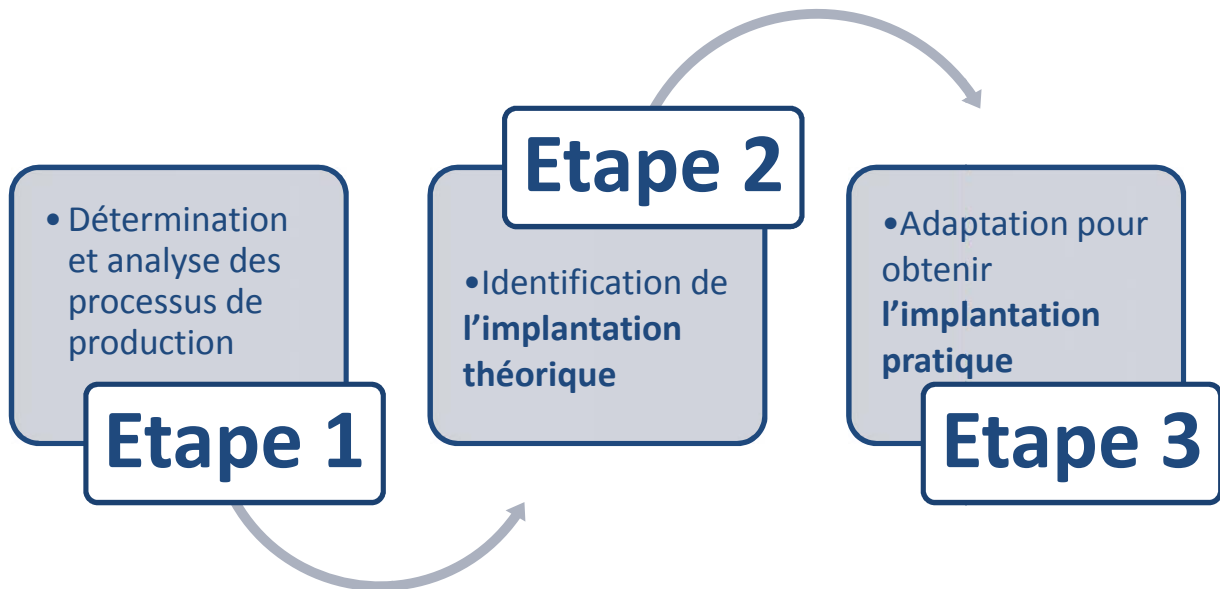 • Détermination
et analyse des
processus de
production
Etape 1
Etape 2
•Identification de
l’implantation
théorique
•Adaptation pour
obtenir
l’implantation
pratique
Etape 3